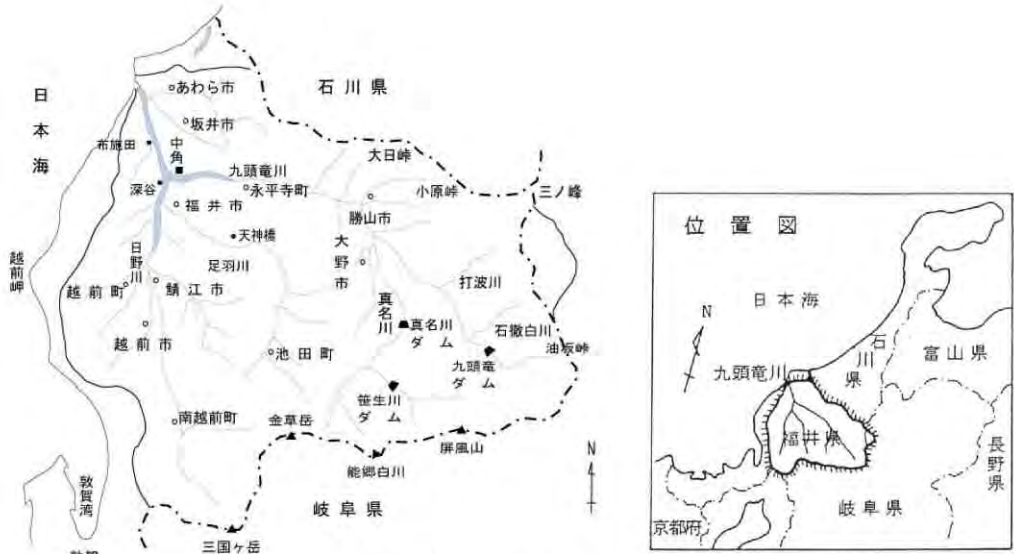 日本海
石川県
あわら市
坂井市
布施田
中角
九頭竜川
永平寺町
深谷
福井市
天神橋
日野川
足羽川
越前岬
越前町
鯖江市
越前市
池田町
南越前町
大日峠
小原峠
三ノ峰
勝山市
大野市
打波川
真名川
真名川
ダム
石徹白川
油坂峠
九頭竜
ダム
笹生川
ダム
金草岳
屏風山
能郷白川
N
敦賀湾
岐阜県
三国ヶ岳
位置図
N
日本海
九頭竜川
石川県
富山県
福井県
長野県
岐阜県
京都府